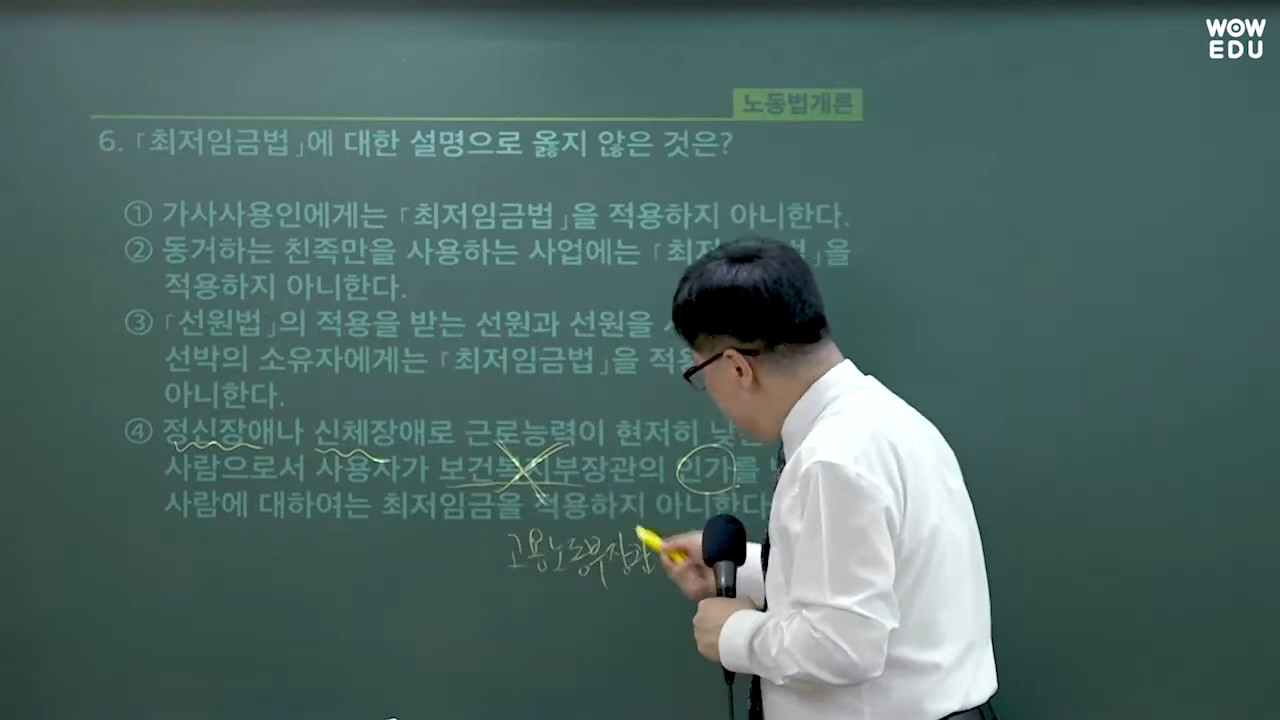 WOW
EDU
노동법개론
6. 「최저임금법」에 대한 설명으로 옳지 않은 것은?
① 가사사용인에게는 「최저임금법」을 적용하지 아니한다.
② 동거하는 친족만을 사용하는 사업에는 「최저 을
적용하지 아니한다.
③ 「선원법」의 적용을 받는 선원과 선원을
선박의 소유자에게는 「최저임금법」을
아니한다.
④ 정신장애나 신체장애로 근로능력이 현저히
사람으로서 사용자가 보건복지부장관의 인가를
사람에 대하여는 최저임금을 적용하지 아니한다
고용노동부장관